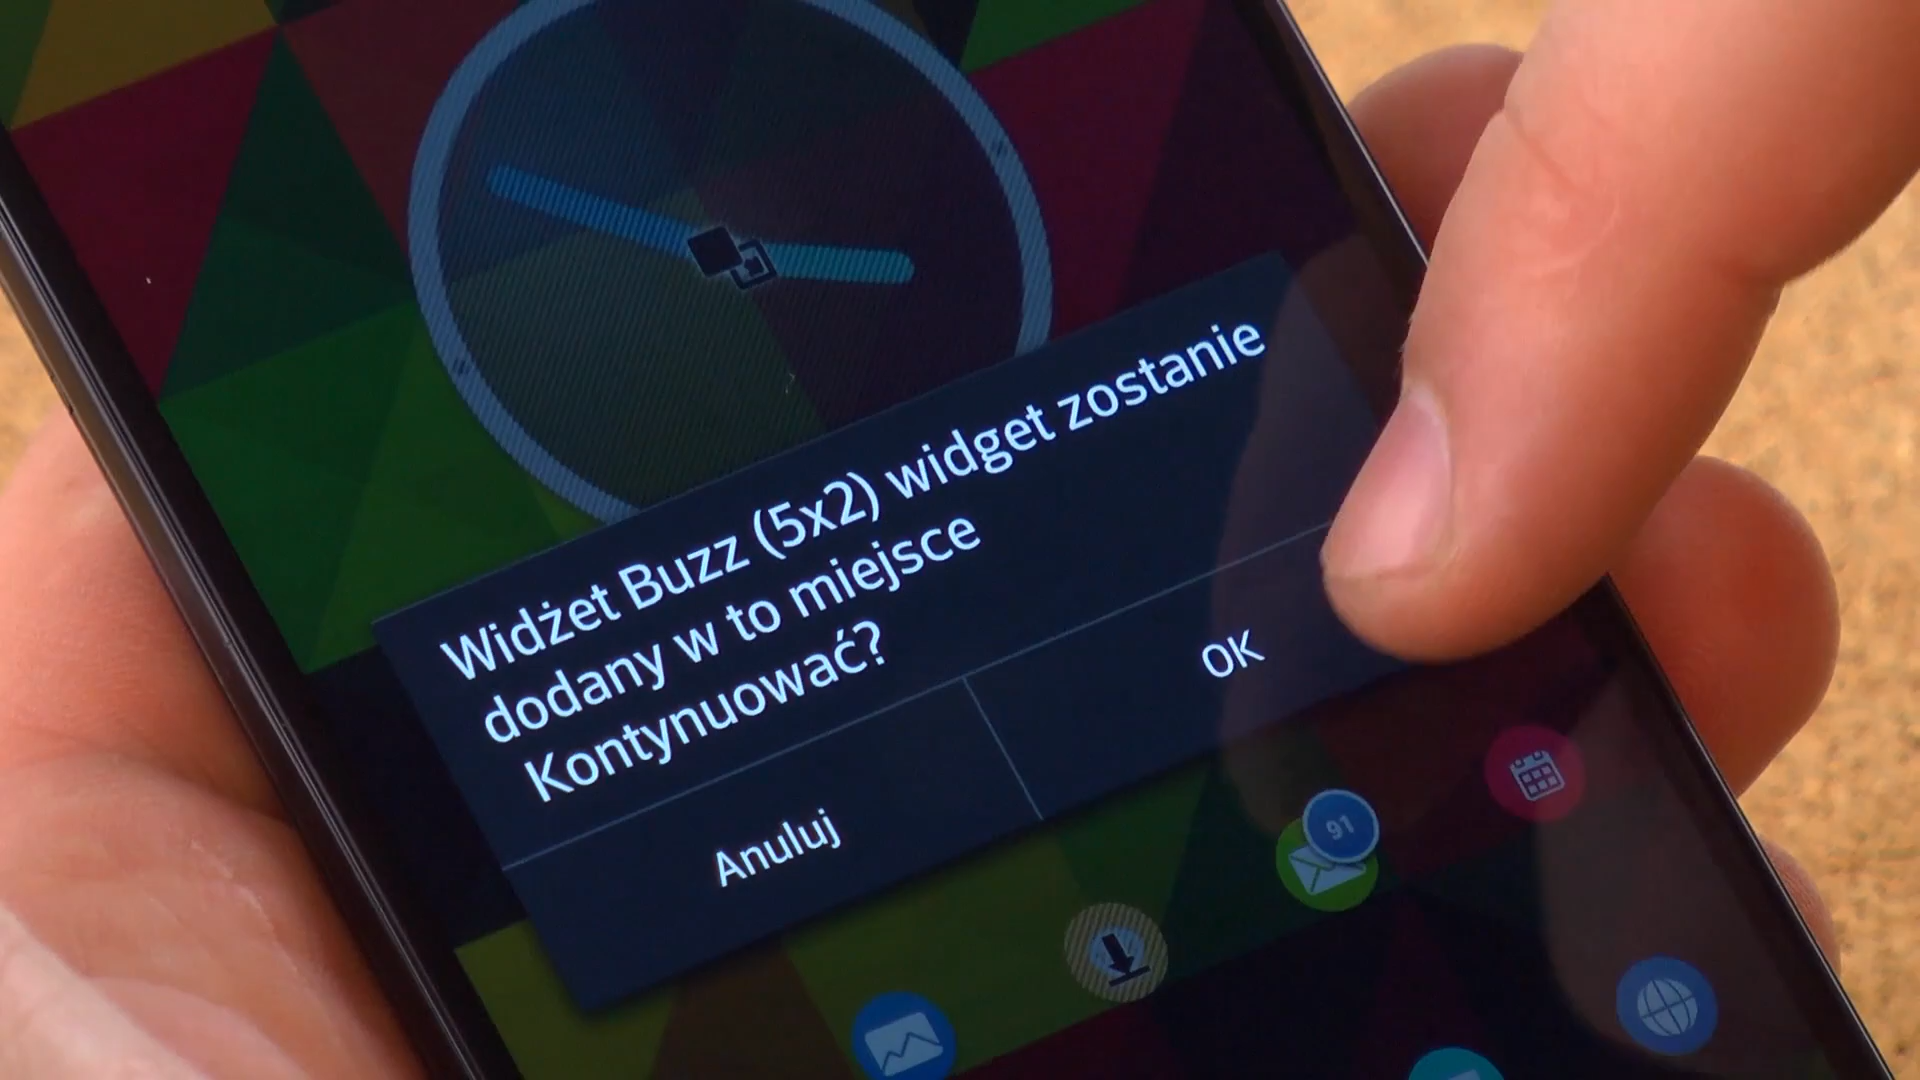 Widżet Buzz (5x2) widget zostanie
dodany w to miejsce
Kontynuować?
Anuluj
OK
91